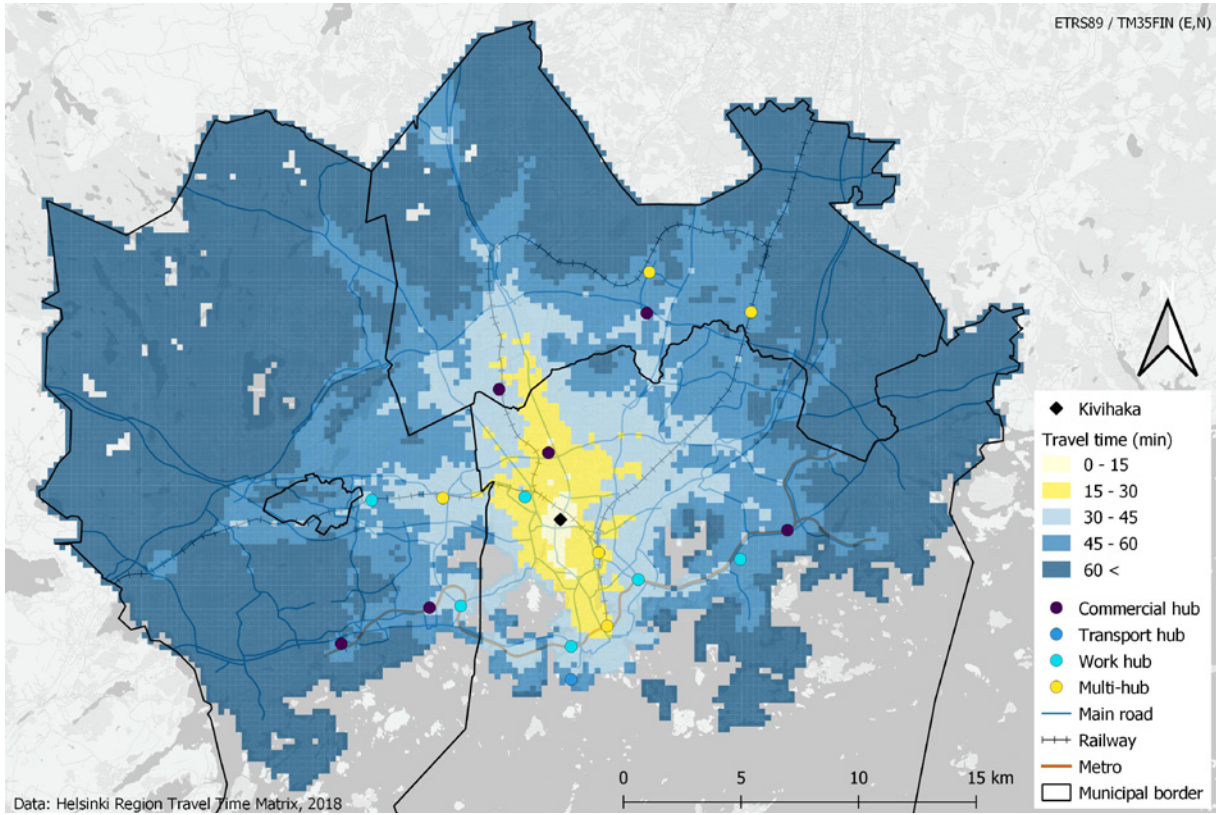 ETRS89 / TM35FIN (E,N)
N
Kivihaka
Travel time (min)
0 - 15
15 - 30
30 - 45
45 - 60
60 <
Commercial hub
Transport hub
Work hub
Multi-hub
Main road
Railway
Metro
Municipal border
0 5 10 15 km
Data: Helsinki Region Travel Time Matrix, 2018